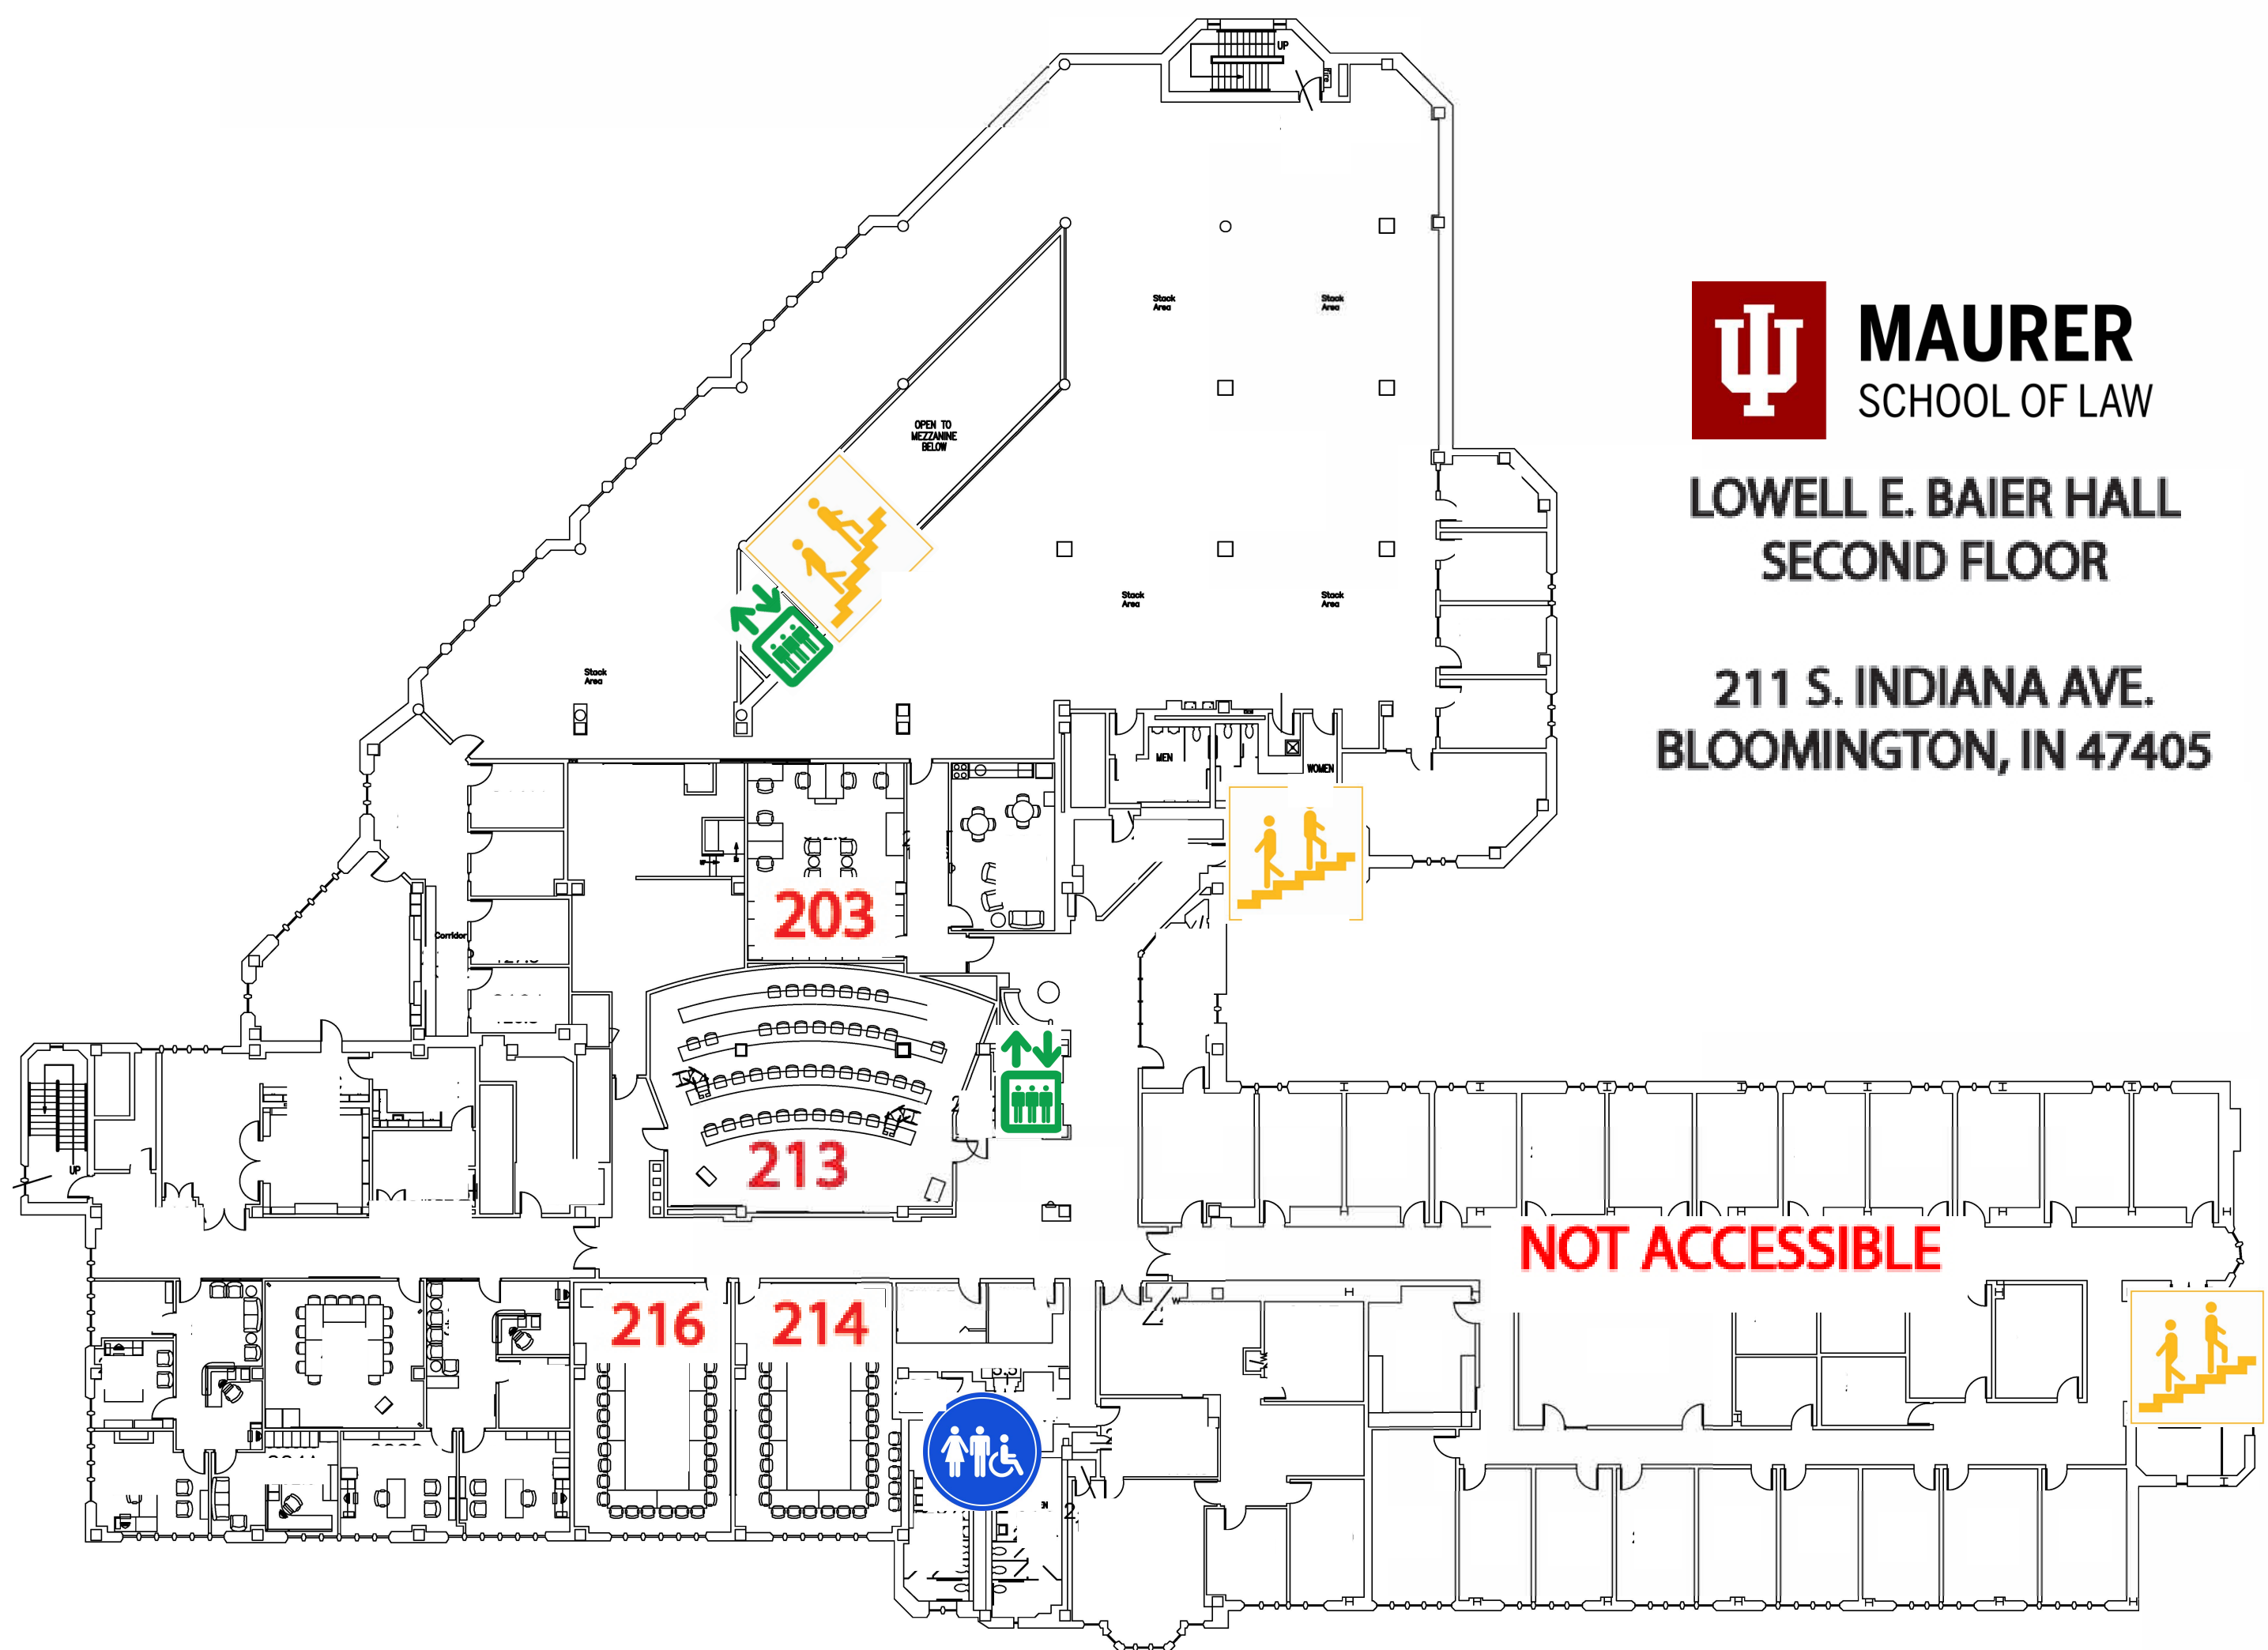 UP
Fire
Stack
Area
Stack
Area
MAURER
SCHOOL OF LAW
OPEN TO
MEZZANINE
BELOW
LOWELL E. BAIER HALL
SECOND FLOOR
Stack
Area
Stack
Area
Stack
Area
211 S. INDIANA AVE.
BLOOMINGTON, IN 47405
MEN
WOMEN
203
Corridor
213
UP
NOT ACCESSIBLE
216
214